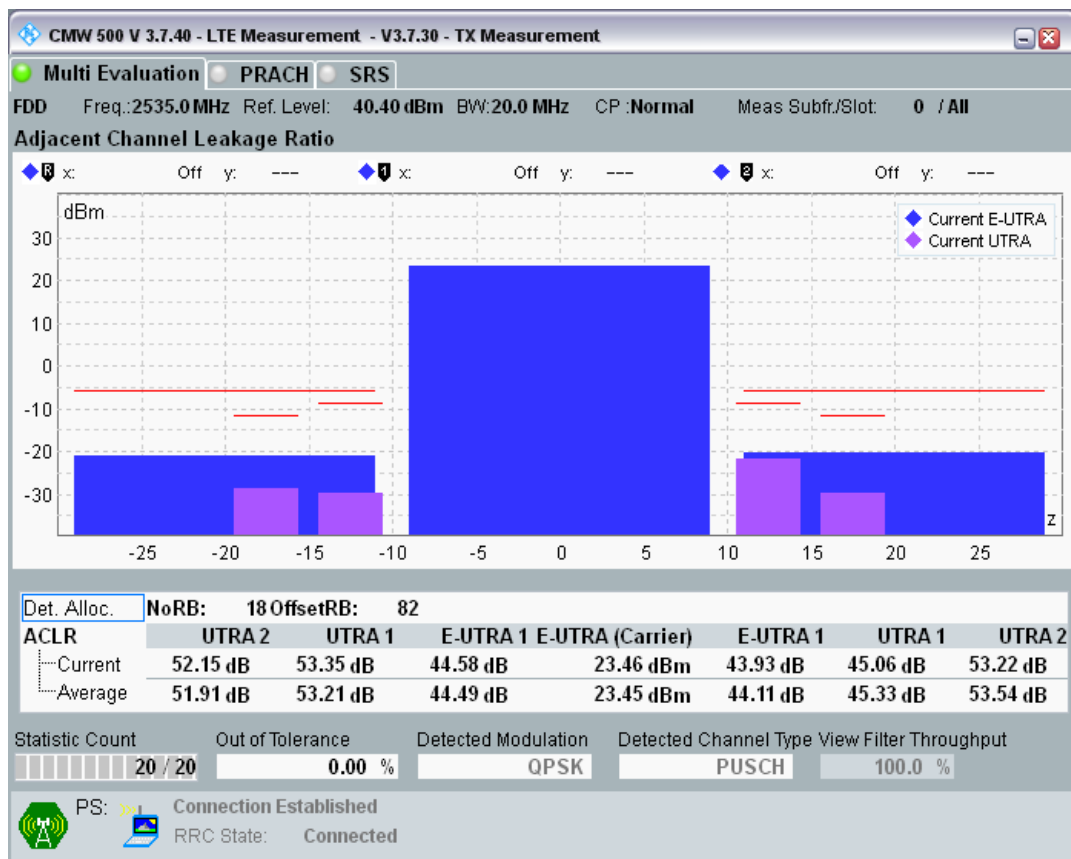 CMW 500 V 3.7.40 - LTE Measurement - V3.7.30 - TX Measurement
Multi Evaluation PRACH SRS
FDD Freq.:2535.0 MHz Ref. Level: 40.40 dBm BW:20.0 MHz CP :Normal Meas Subfr./Slot: 0 / All
Adjacent Channel Leakage Ratio
R x: Off y: --- 1 x: Off y: --- 2 x: Off y: ---
dBm
Current E-UTRA
Current UTRA
30
20
10
0
-10
-20
-30
z
-25 -20 -15 -10 -5 0 5 10 15 20 25
Det. Alloc. NoRB: 18 OffsetRB: 82
ACLR UTRA 2 UTRA 1 E-UTRA 1 E-UTRA (Carrier) E-UTRA 1 UTRA 1 UTRA 2
Current 52.15 dB 53.35 dB 44.58 dB 23.46 dBm 43.93 dB 45.06 dB 53.22 dB
Average 51.91 dB 53.21 dB 44.49 dB 23.45 dBm 44.11 dB 45.33 dB 53.54 dB
Statistic Count Out of Tolerance Detected Modulation Detected Channel Type View Filter Throughput
20 / 20 0.00 % QPSK PUSCH 100.0 %
PS: Connection Established
RRC State: Connected